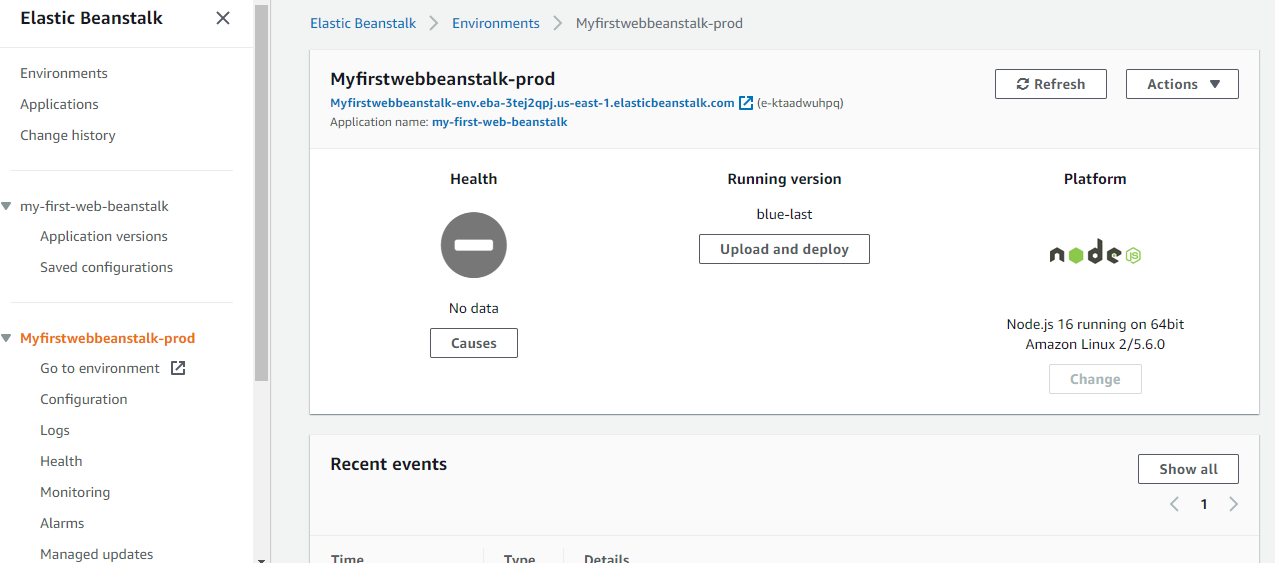 Elastic Beanstalk
Environments
Applications
Change history
my-first-web-beanstalk
Application versions
Saved configurations
Myfirstwebbeanstalk-prod
Go to environment
Configuration
Logs
Health
Monitoring
Alarms
Managed updates
Elastic Beanstalk > Environments > Myfirstwebbeanstalk-prod
Myfirstwebbeanstalk-prod
Refresh
Actions
Myfirstwebbeanstalk-env.eba-3tej2qpj.us-east-1.elasticbeanstalk.com (e-ktaadwuhpq)
Application name: my-first-web-beanstalk
Health
No data
Causes
Running version
blue-last
Upload and deploy
Platform
node JS
Node.js 16 running on 64bit
Amazon Linux 2/5.6.0
Change
Recent events
Show all
< 1 >
Time Type Details